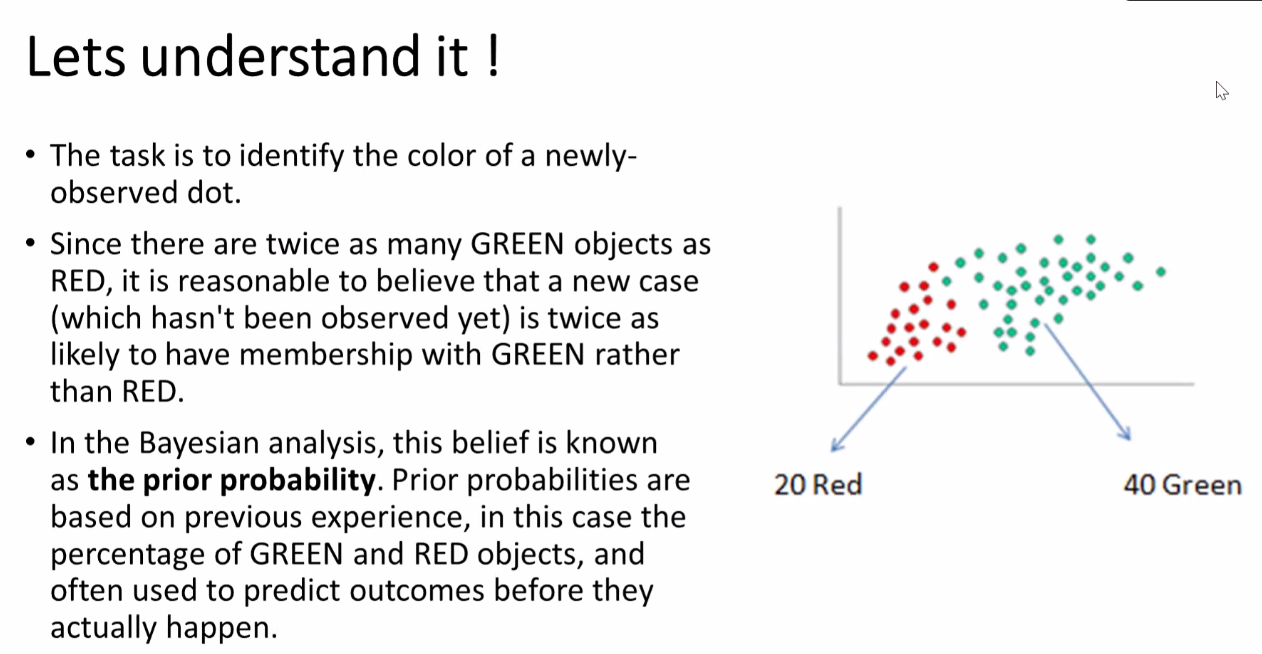 Lets understand it !
• The task is to identify the color of a newly-
observed dot.
• Since there are twice as many GREEN objects as
RED, it is reasonable to believe that a new case
(which hasn't been observed yet) is twice as
likely to have membership with GREEN rather
than RED.
• In the Bayesian analysis, this belief is known
as the prior probability. Prior probabilities are
based on previous experience, in this case the
percentage of GREEN and RED objects, and
often used to predict outcomes before they
actually happen.
20 Red
40 Green